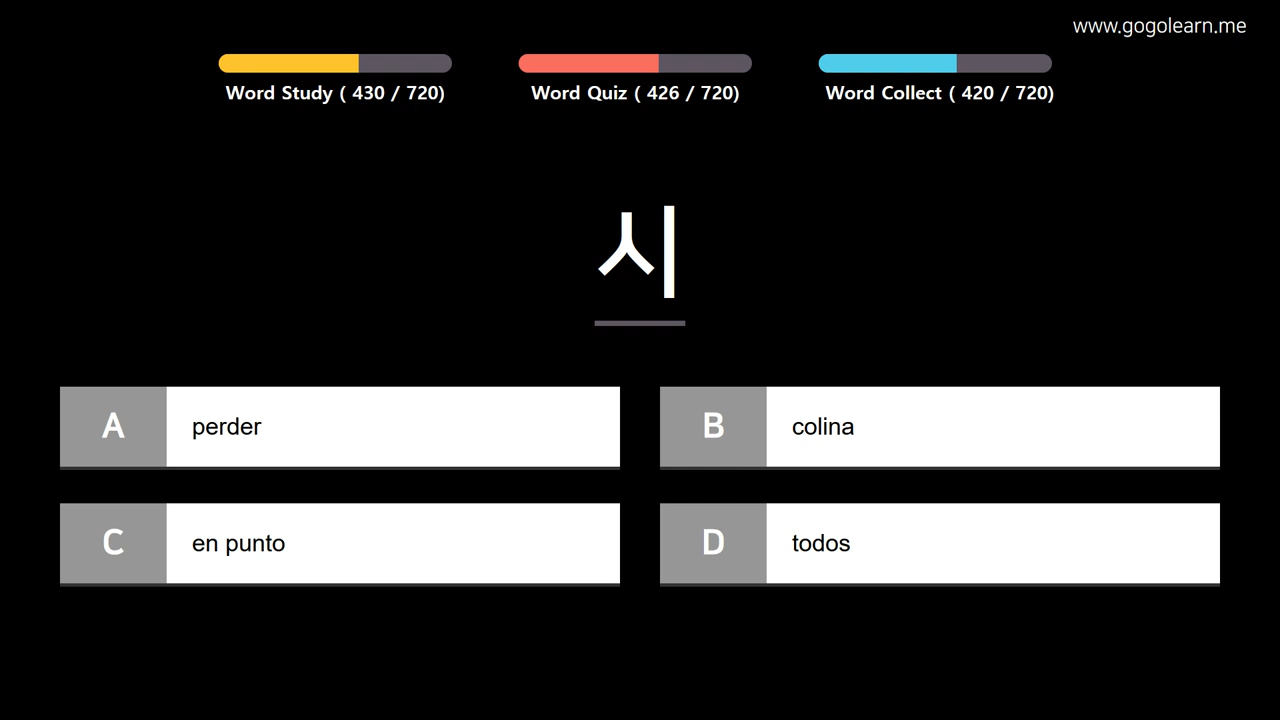 www.gogolearn.me
Word Study ( 430 / 720)
Word Quiz ( 426 / 720)
Word Collect ( 420 / 720)
시
A perder
B colina
C en punto
D todos